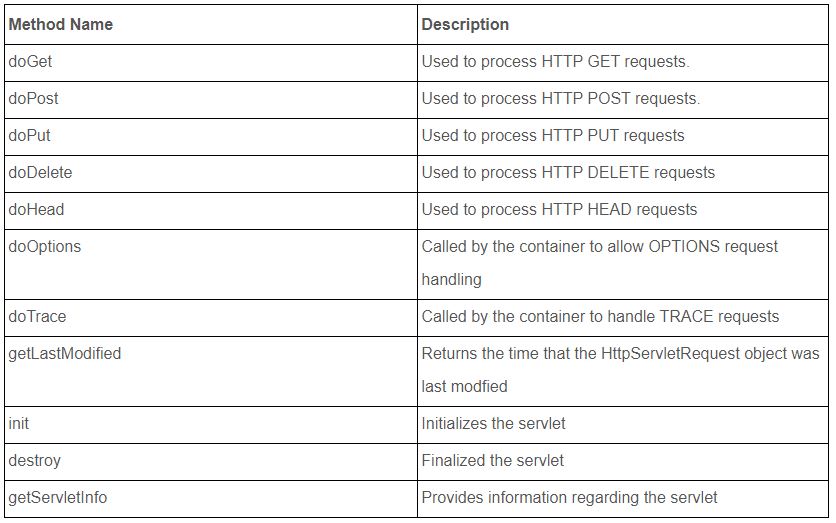 Method Name Description
doGet Used to process HTTP GET requests.
doPost Used to process HTTP POST requests.
doPut Used to process HTTP PUT requests
doDelete Used to process HTTP DELETE requests
doHead Used to process HTTP HEAD requests
doOptions Called by the container to allow OPTIONS request
handling
doTrace Called by the container to handle TRACE requests
getLastModified Returns the time that the HttpServletRequest object was
last modfied
init Initializes the servlet
destroy Finalized the servlet
getServletInfo Provides information regarding the servlet